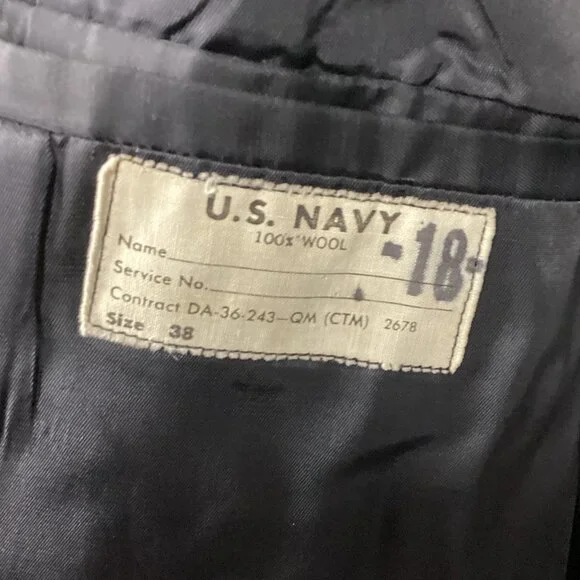 U.S. NAVY
100% WOOL
-18-
Name
Service No.
Contract DA-36-243-QM (CTM) 2678
Size 38